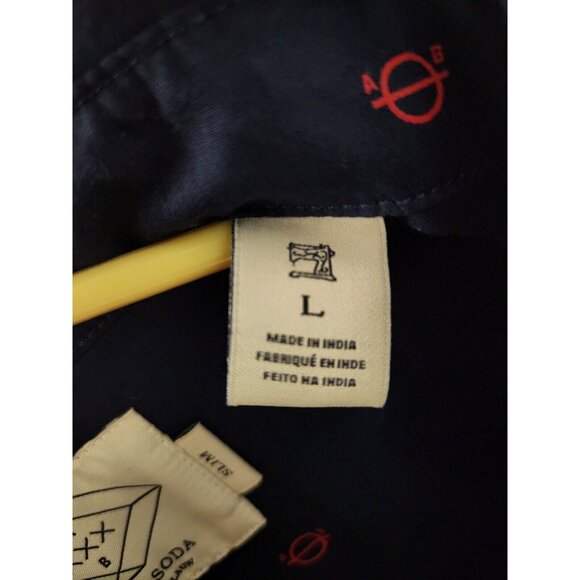 A B
L
MADE IN INDIA
FABRIQUÉ EN INDE
FEITO NA INDIA
SLIM
B
SODA